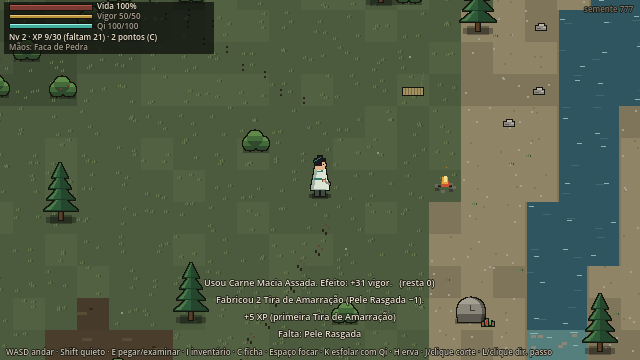 Vida 100%
Vigor 50/50
Qi 100/100
Nv 2 · XP 9/30 (faltam 21) · 2 pontos (C)
Mãos: Faca de Pedra
semente 777
Usou Carne Macia Assada. Efeito: +31 vigor. (resta 0)
Fabricou 2 Tira de Amarração (Pele Rasgada −1).
+5 XP (primeira Tira de Amarração)
Falta: Pele Rasgada
WASD andar · Shift quieto · E pegar/examinar · I inventário · C ficha · Espaço focar · K esfolar com Qi · H erva · J/clique corte · L/clique dir. passo